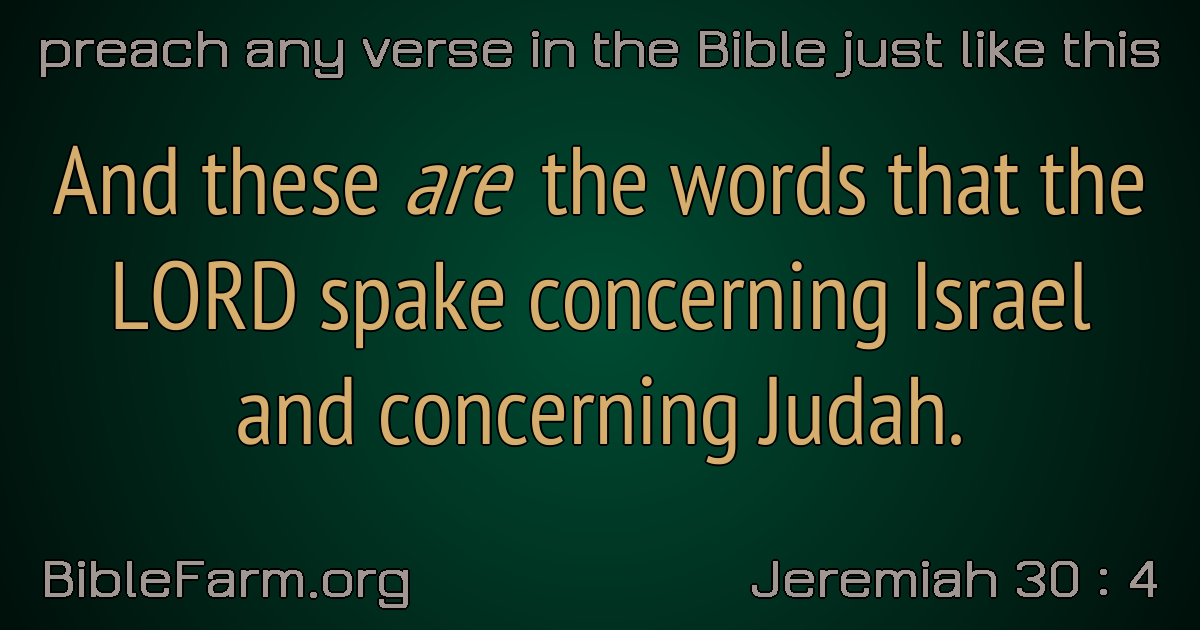 preach any verse in the Bible just like this
And these are the words that the
LORD spake concerning Israel
and concerning Judah.
BibleFarm.org
Jeremiah 30 : 4